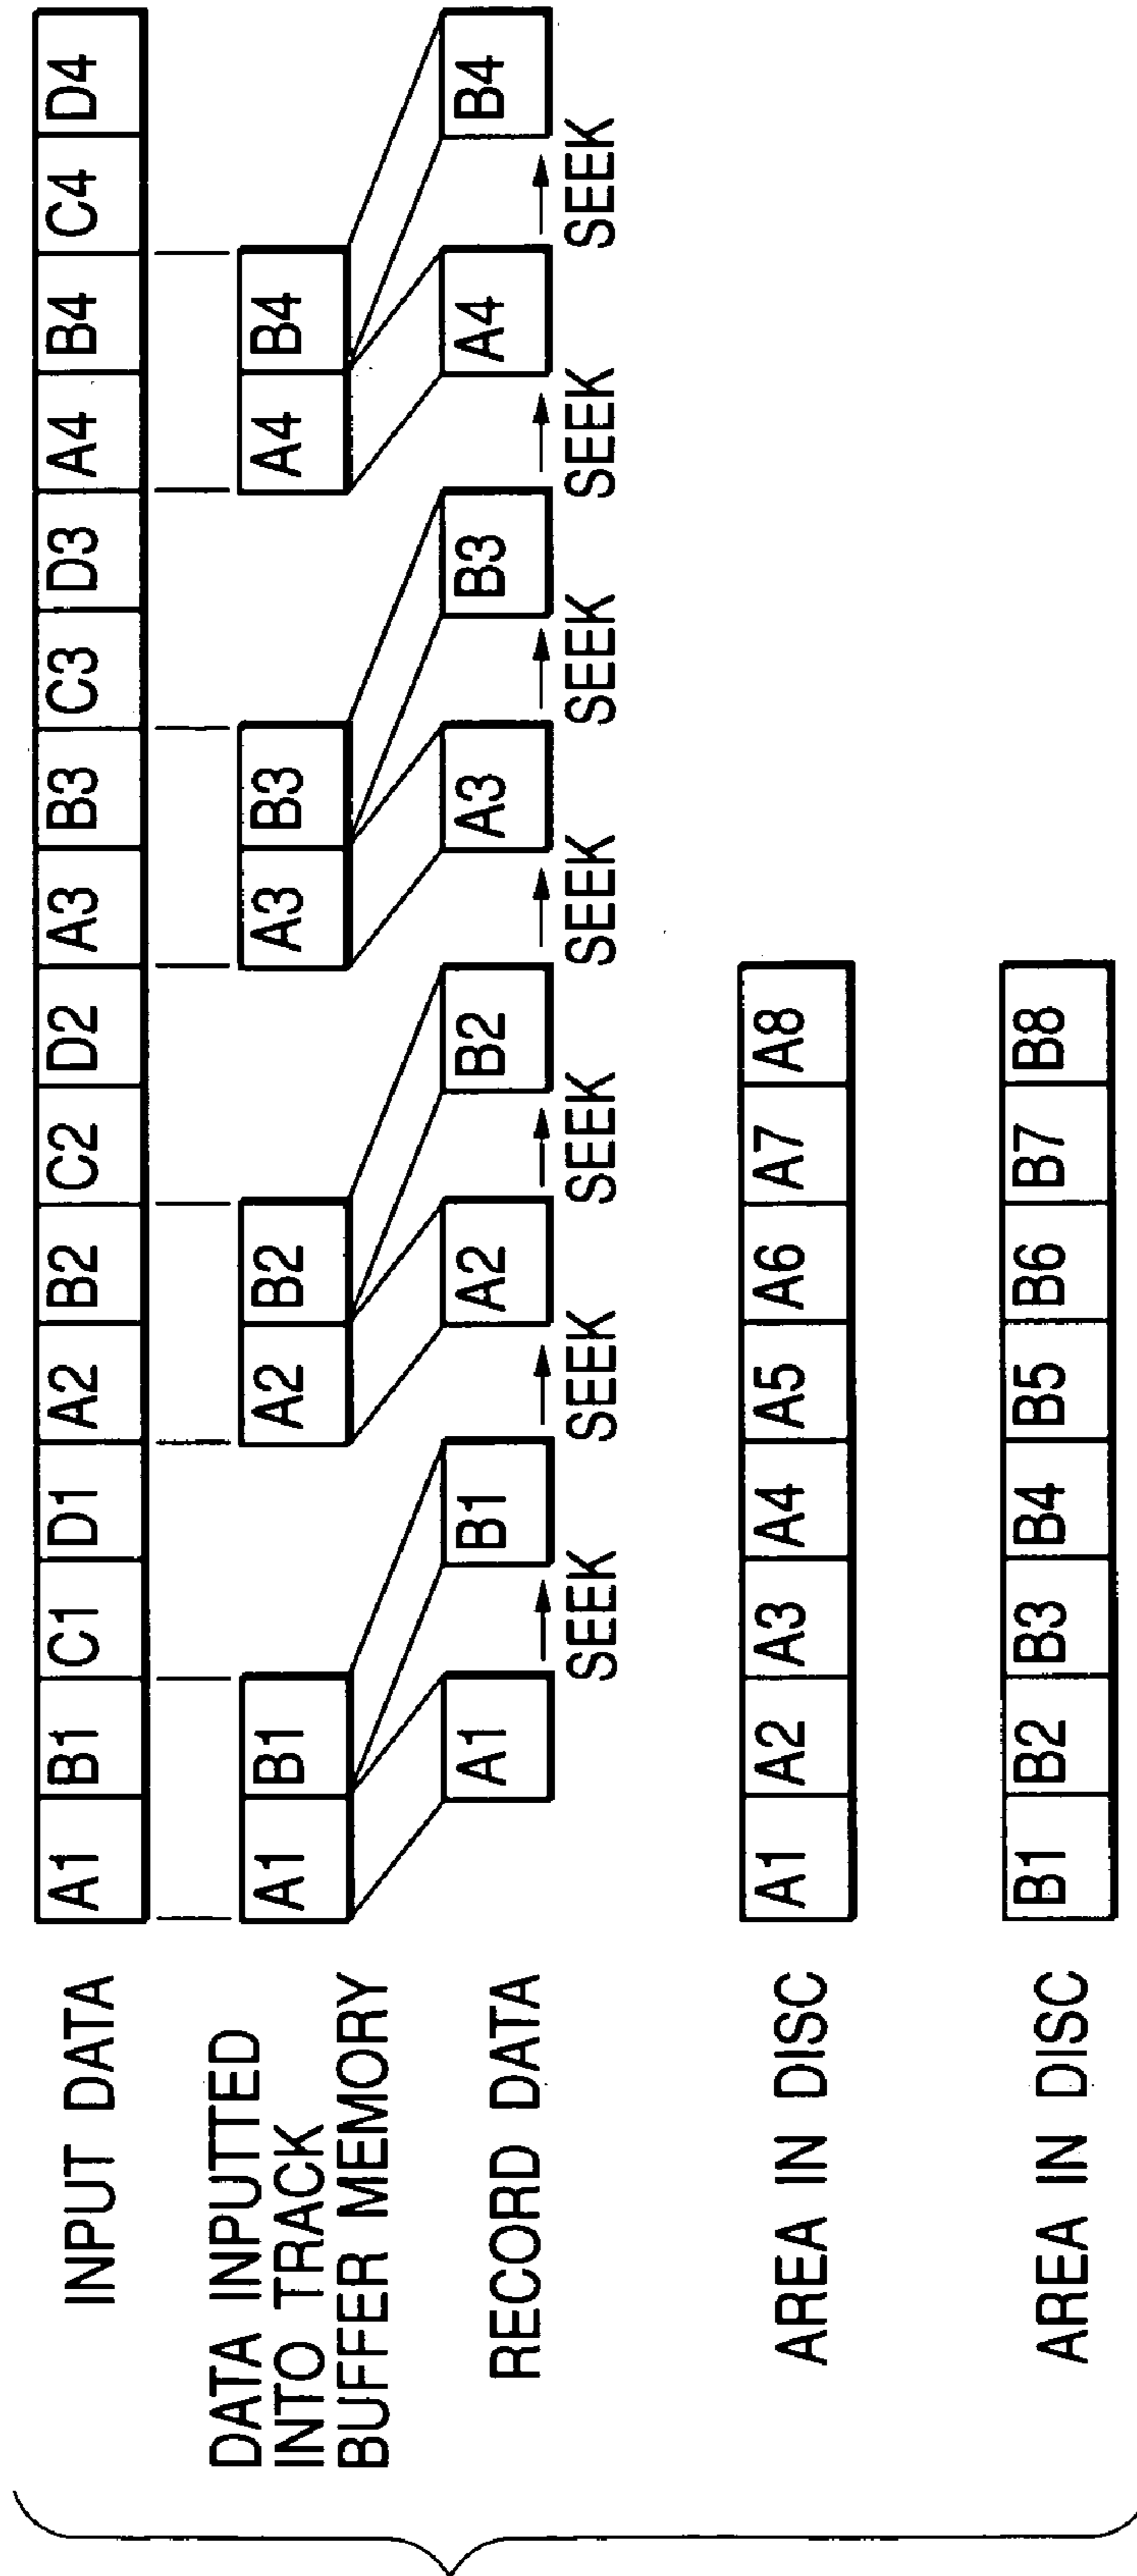 INPUT DATA
A1 B1 C1 D1 A2 B2 C2 D2 A3 B3 C3 D3 A4 B4 C4 D4
DATA INPUTTED
INTO TRACK
BUFFER MEMORY
A1 B1 A2 B2 A3 B3 A4 B4
RECORD DATA
A1 B1 A2 B2 A3 B3 A4 B4
SEEK SEEK SEEK SEEK SEEK SEEK SEEK
AREA IN DISC
A1 A2 A3 A4 A5 A6 A7 A8
AREA IN DISC
B1 B2 B3 B4 B5 B6 B7 B8